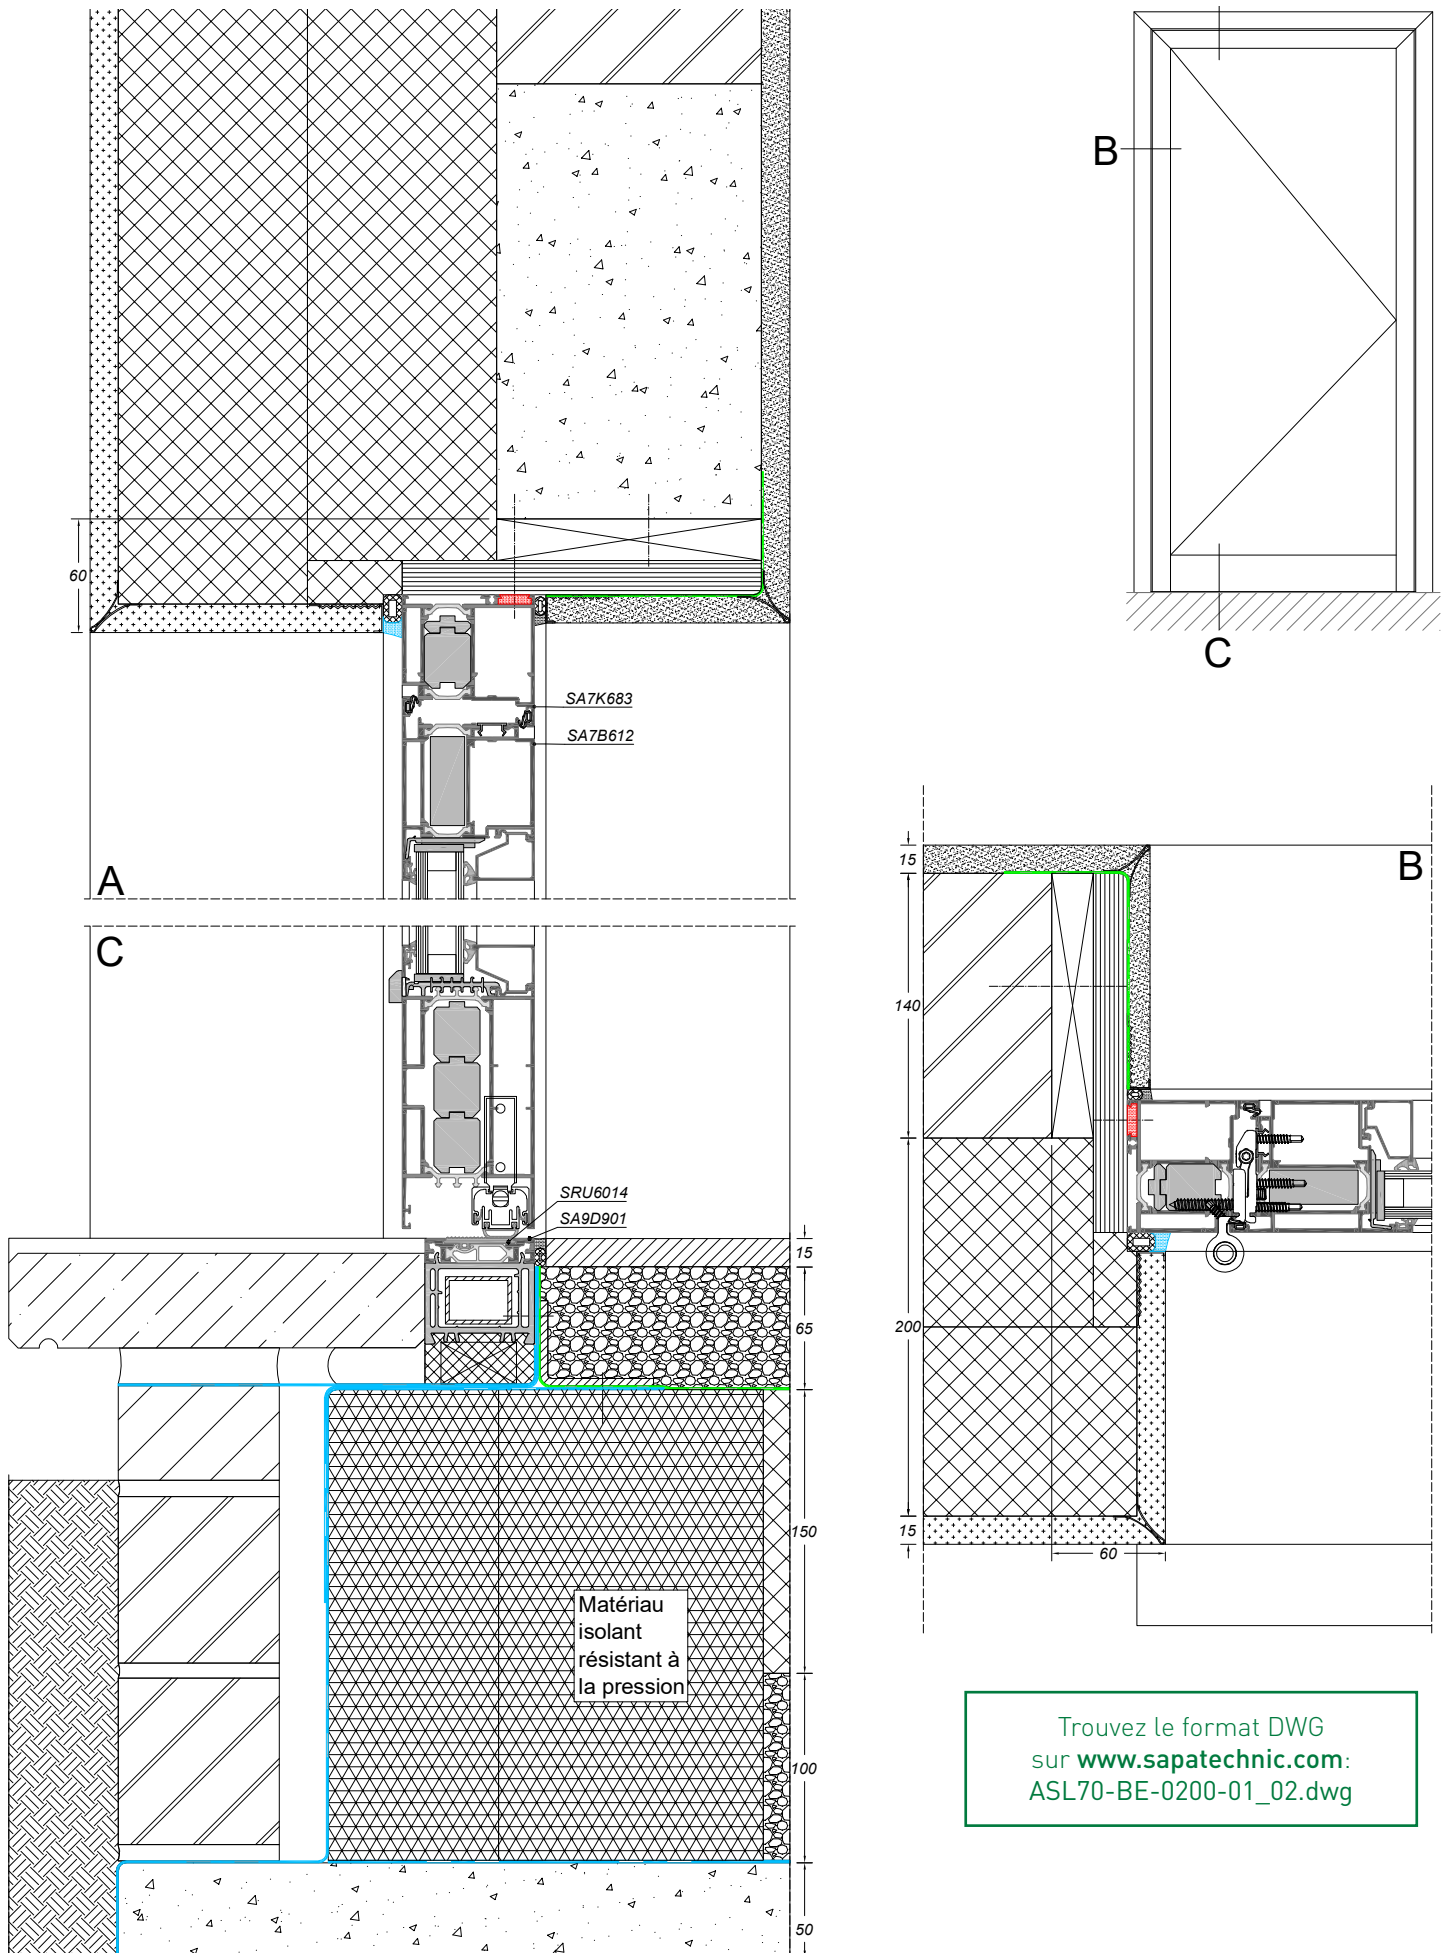 60
SA7K683
SA7B612
A
C
SRU6014
SA9D901
15
65
150
Matériau
isolant
résistant à
la pression
100
50
B
C
15
B
140
200
15
60
Trouvez le format DWG
sur www.sapatechnic.com:
ASL70-BE-0200-01_02.dwg